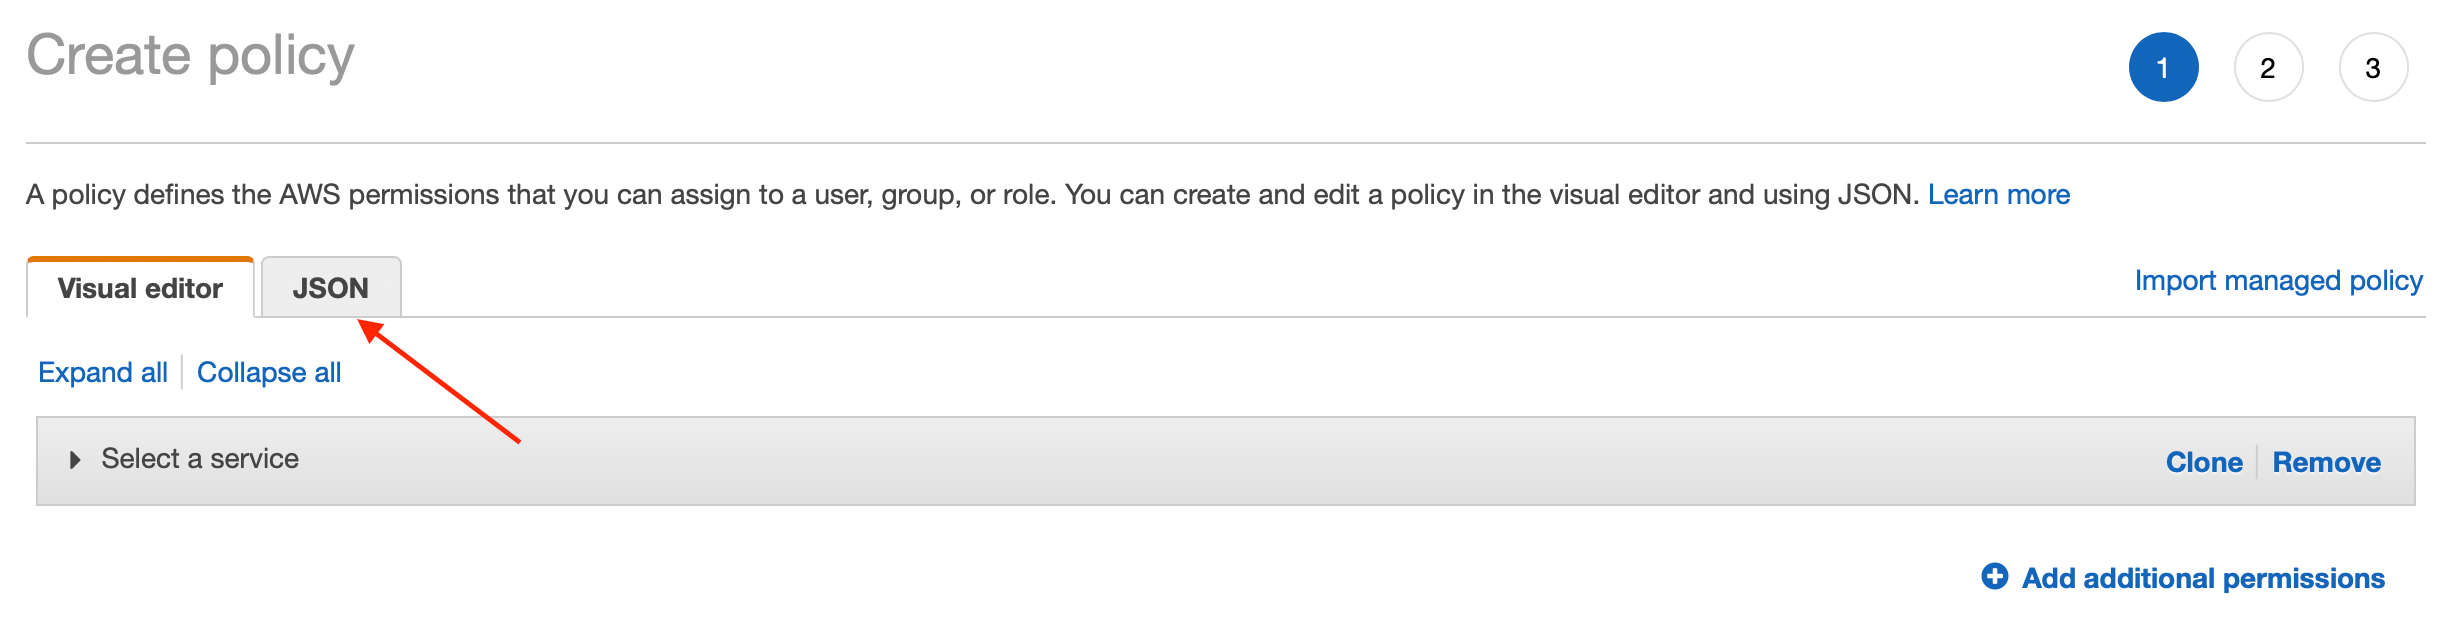 Create policy
1 2 3
A policy defines the AWS permissions that you can assign to a user, group, or role. You can create and edit a policy in the visual editor and using JSON. Learn more
Visual editor JSON Import managed policy
Expand all Collapse all
Select a service Clone Remove
Add additional permissions